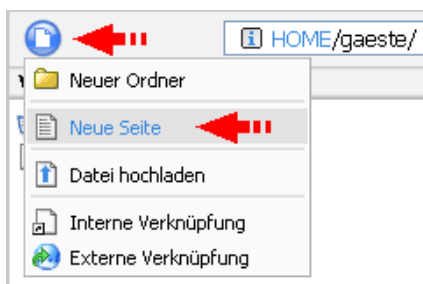 HOME/gaeste/
Neuer Ordner
Neue Seite
Datei hochladen
Interne Verknüpfung
Externe Verknüpfung